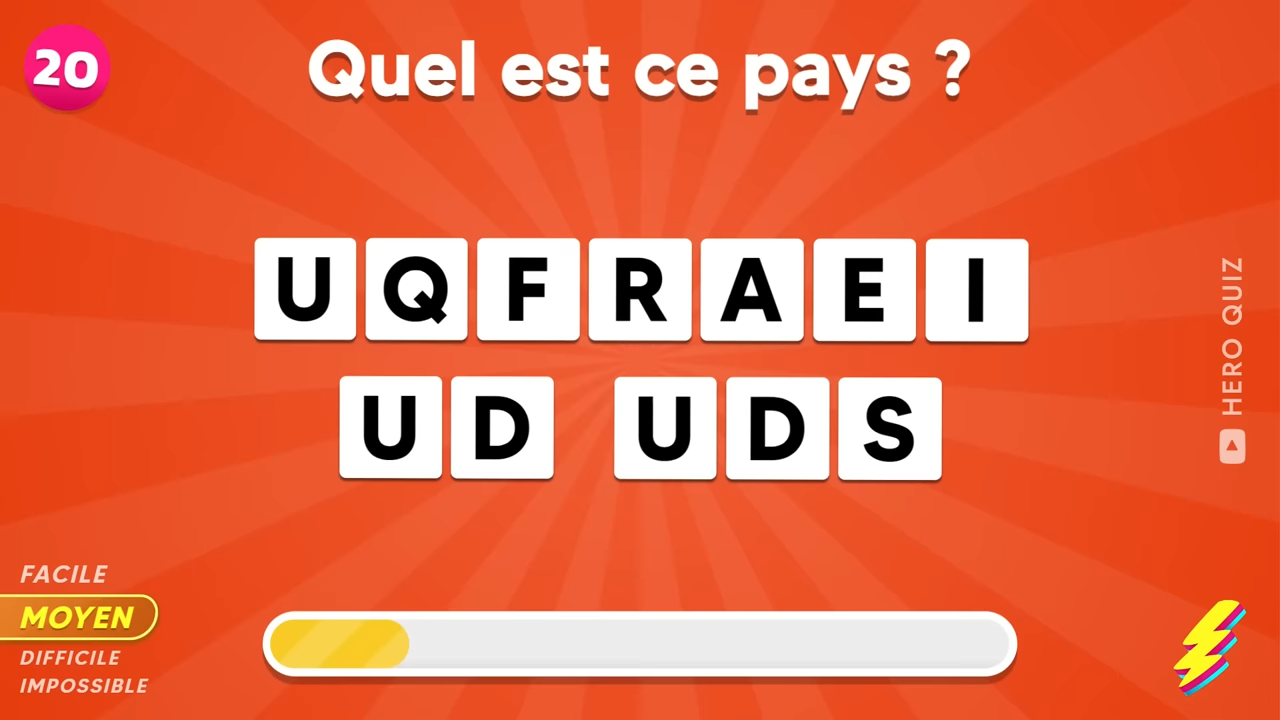 20
Quel est ce pays ?
UQFRAEI
UD UDS
HERO QUIZ
FACILE
MOYEN
DIFFICILE
IMPOSSIBLE